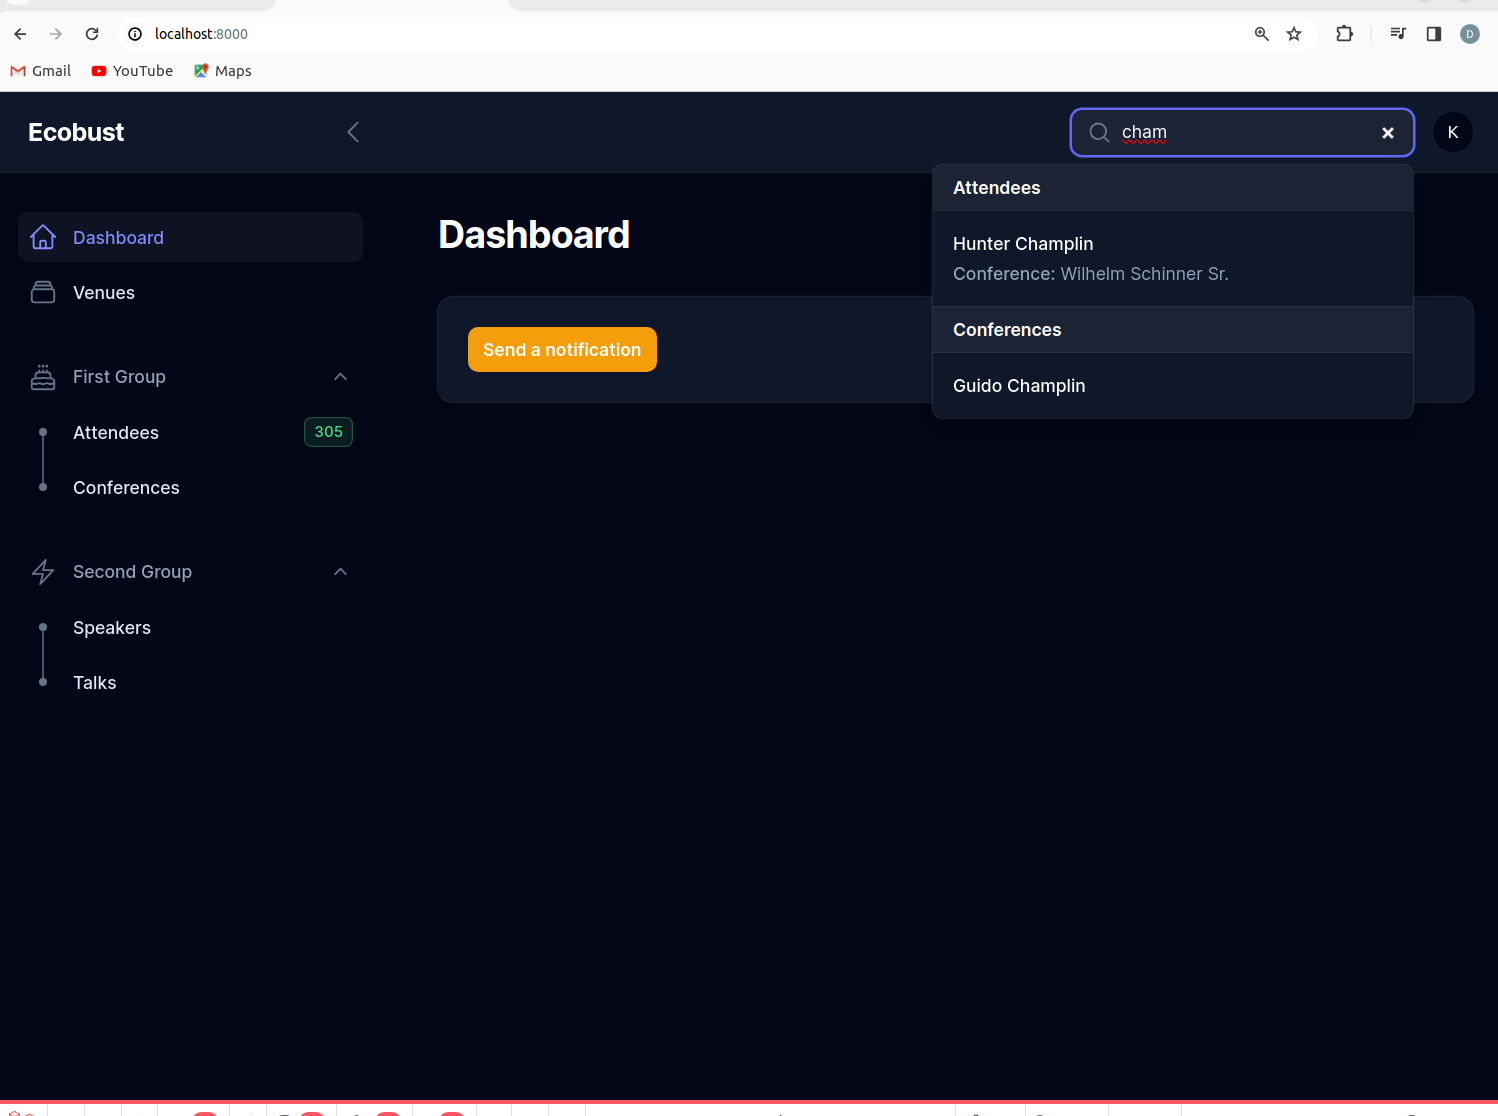 localhost:8000
D
Gmail YouTube Maps
Ecobust
cham
K
Attendees
Hunter Champlin
Conference: Wilhelm Schinner Sr.
Conferences
Guido Champlin
Dashboard
Venues
First Group
Attendees 305
Conferences
Second Group
Speakers
Talks
Dashboard
Send a notification